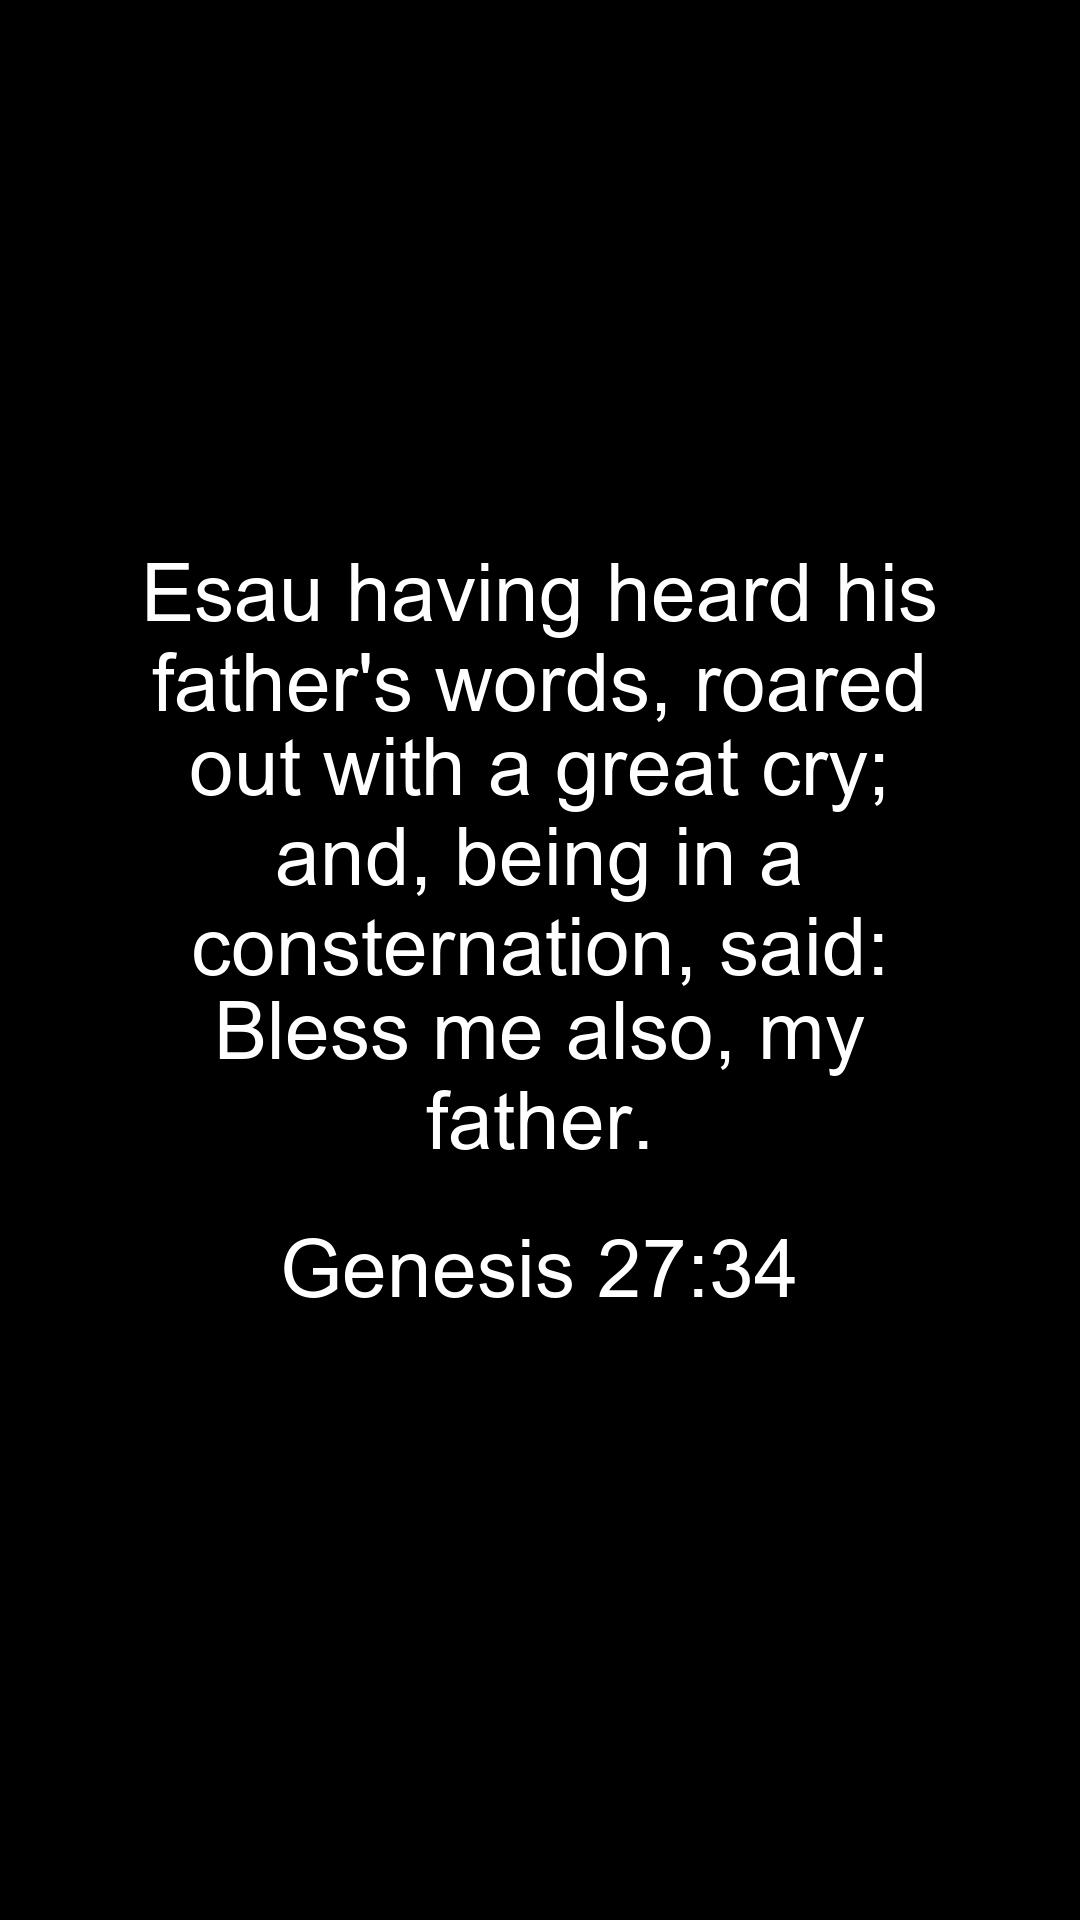 Esau having heard his
father's words, roared
out with a great cry;
and, being in a
consternation, said:
Bless me also, my
father.
Genesis 27:34